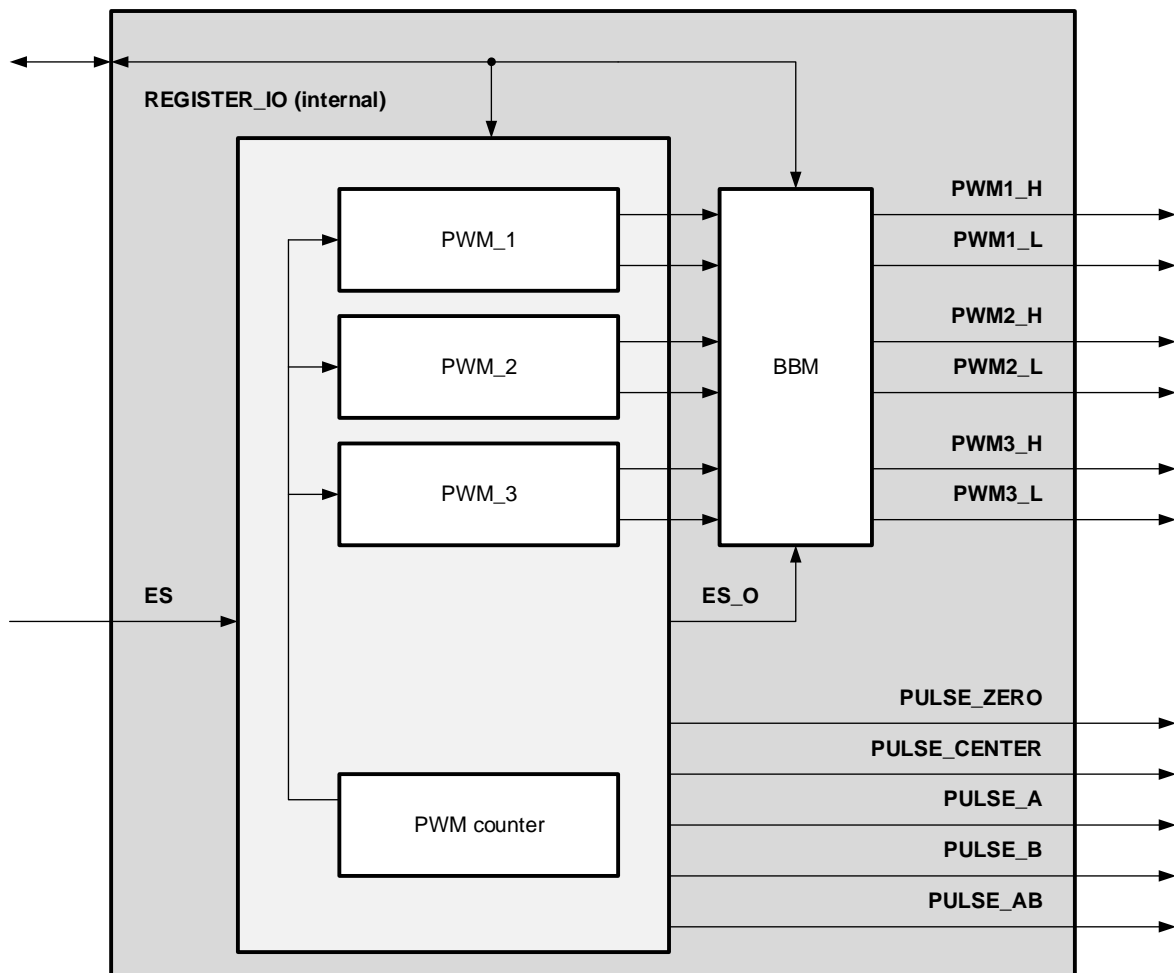 REGISTER_IO (internal)
PWM_1
PWM_2
PWM_3
BBM
PWM1_H
PWM1_L
PWM2_H
PWM2_L
PWM3_H
PWM3_L
ES
ES_O
PULSE_ZERO
PULSE_CENTER
PULSE_A
PWM counter
PULSE_B
PULSE_AB